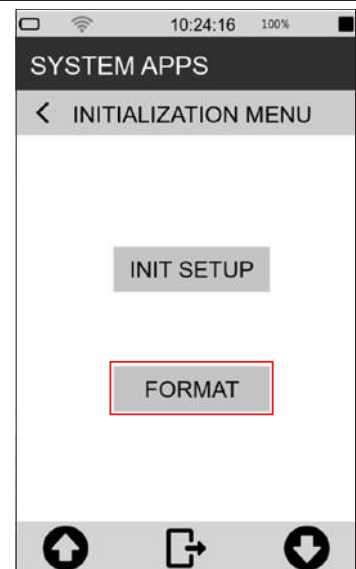 10:24:16 100%
SYSTEM APPS
INITIALIZATION MENU
INIT SETUP
FORMAT